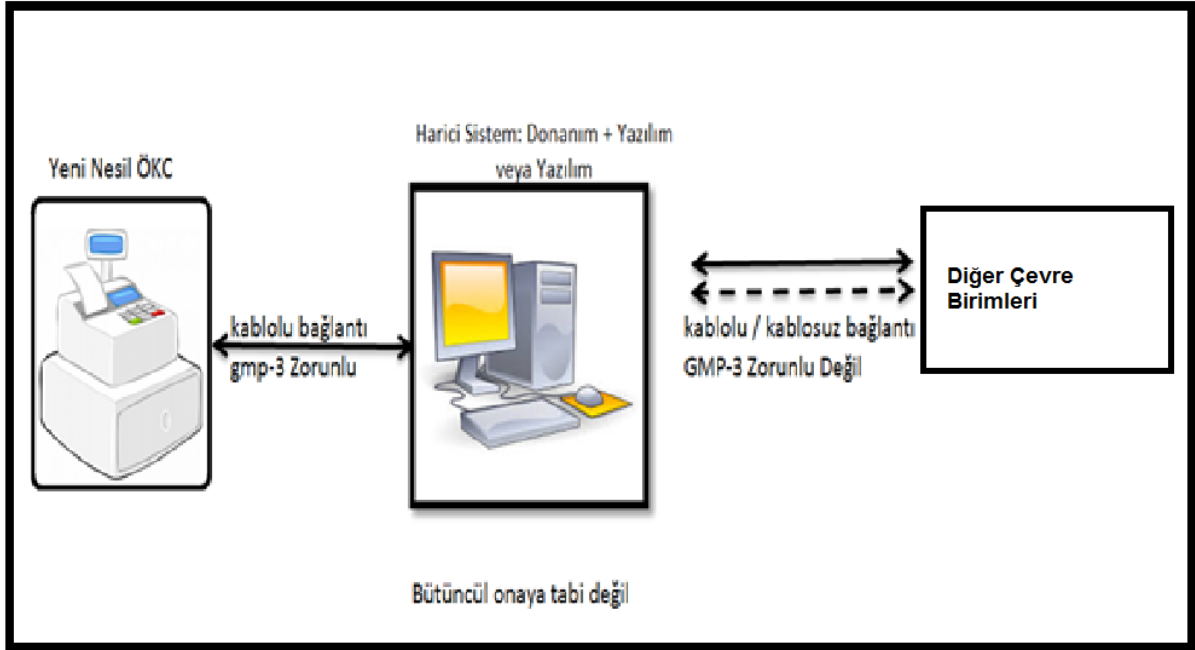 Harici Sistem: Donanım + Yazılım
veya Yazılım
Yeni Nesil ÖKC
kablolu bağlantı
gmp-3 Zorunlu
kablolu / kablosuz bağlantı
GMP-3 Zorunlu Değil
Diğer Çevre
Birimleri
Bütüncül onaya tabi değil